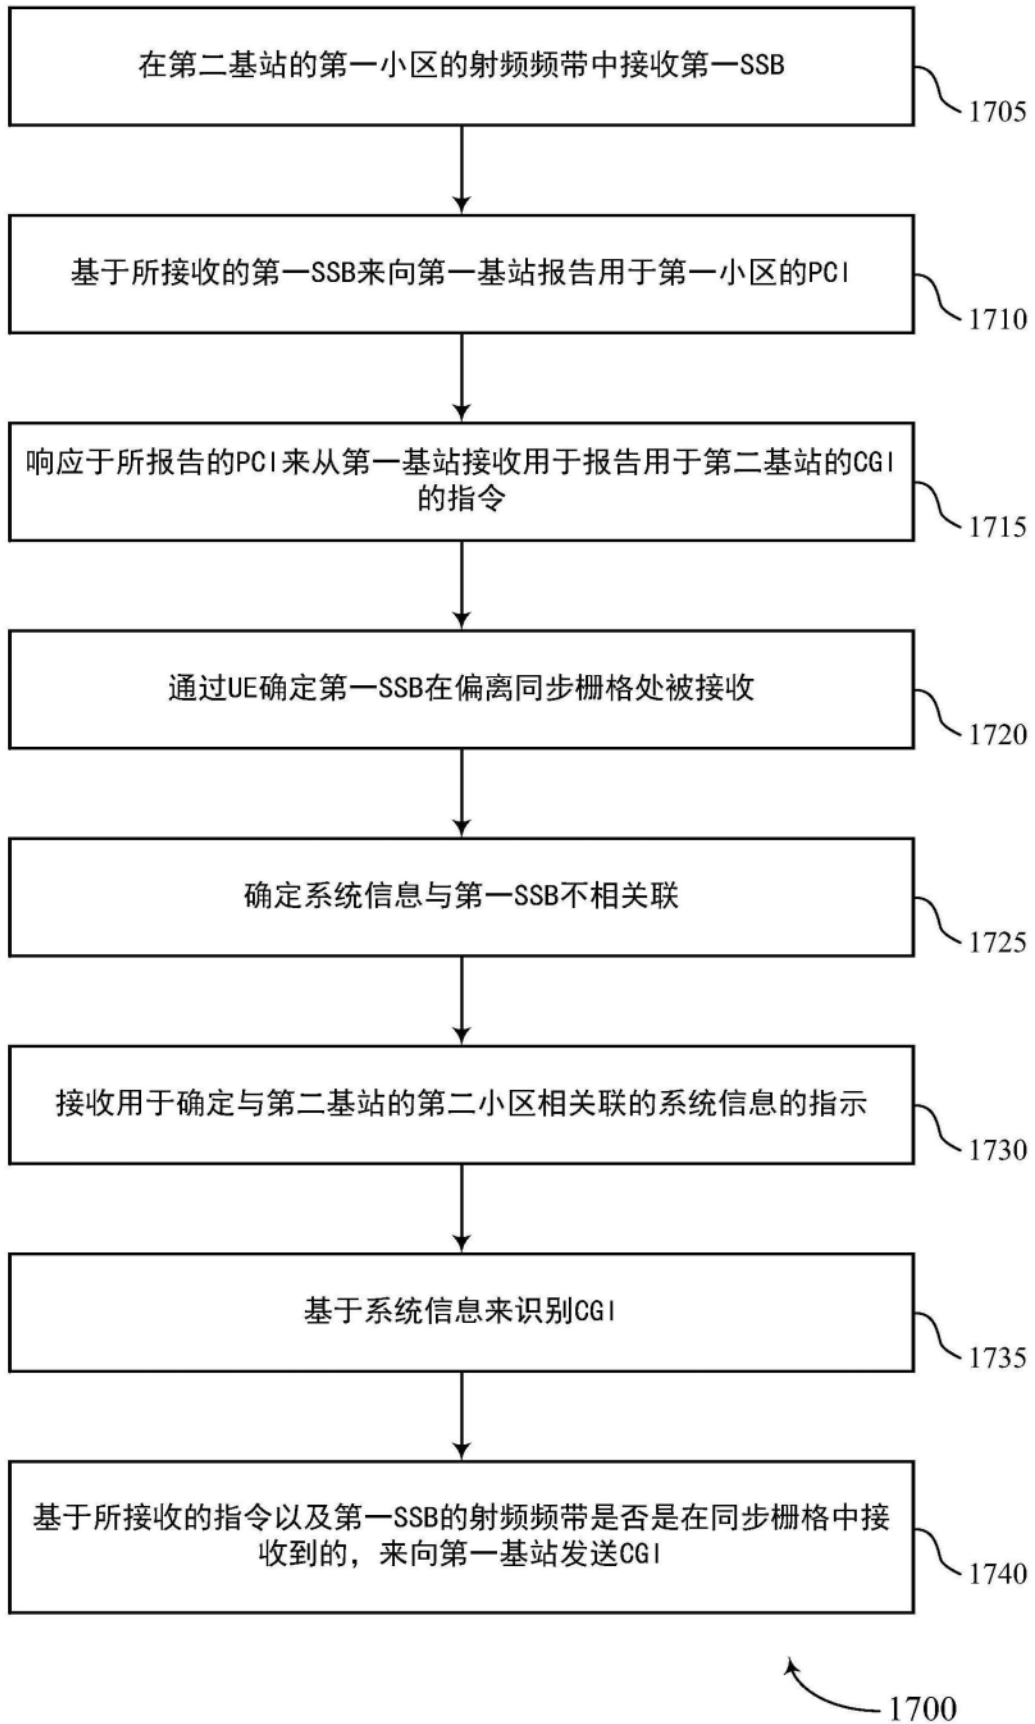 在第二基站的第一小区的射频频带中接收第一SSB
1705
基于所接收的第一SSB来向第一基站报告用于第一小区的PCI
1710
响应于所报告的PCI来从第一基站接收用于报告用于第二基站的CGI
的指令
1715
通过UE确定第一SSB在偏离同步栅格处被接收
1720
确定系统信息与第一SSB不相关联
1725
接收用于确定与第二基站的第二小区相关联的系统信息的指示
1730
基于系统信息来识别CGI
1735
基于所接收的指令以及第一SSB的射频频带是否是在同步栅格中接
收到的，来向第一基站发送CGI
1740
1700